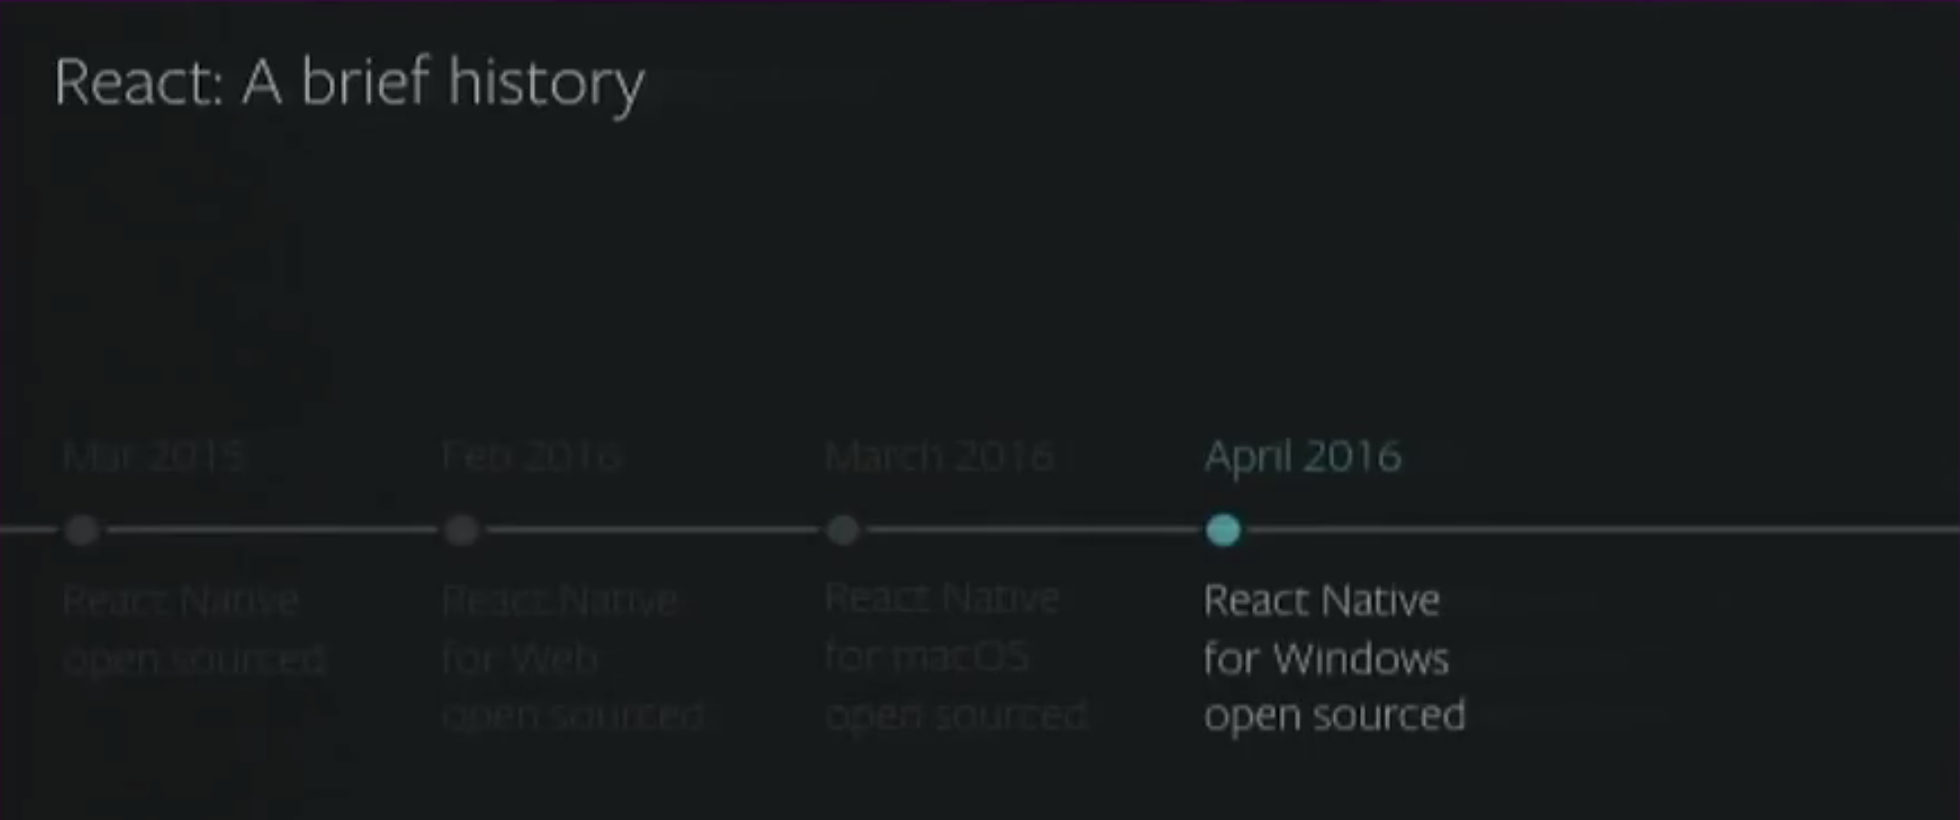 React: A brief history
Mar 2015
Feb 2016
March 2016
April 2016
React Native
open sourced
React Native
for Web
open sourced
React Native
for macOS
open sourced
React Native
for Windows
open sourced